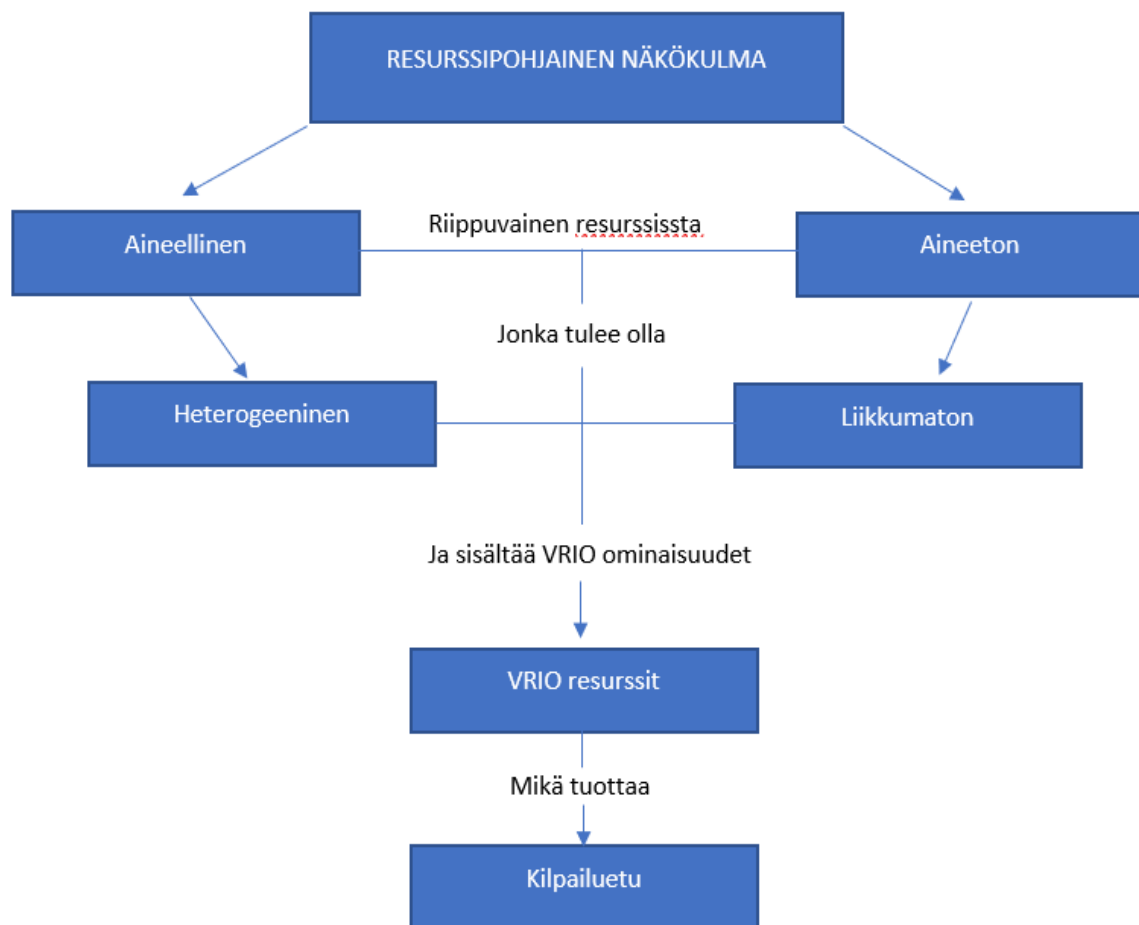 RESURSSIPOHJAINEN NÄKÖKULMA
Aineellinen
Riippuvainen resurssissta
Aineeton
Jonka tulee olla
Heterogeeninen
Liikkumaton
Ja sisältää VRIO ominaisuudet
VRIO resurssit
Mikä tuottaa
Kilpailuetu